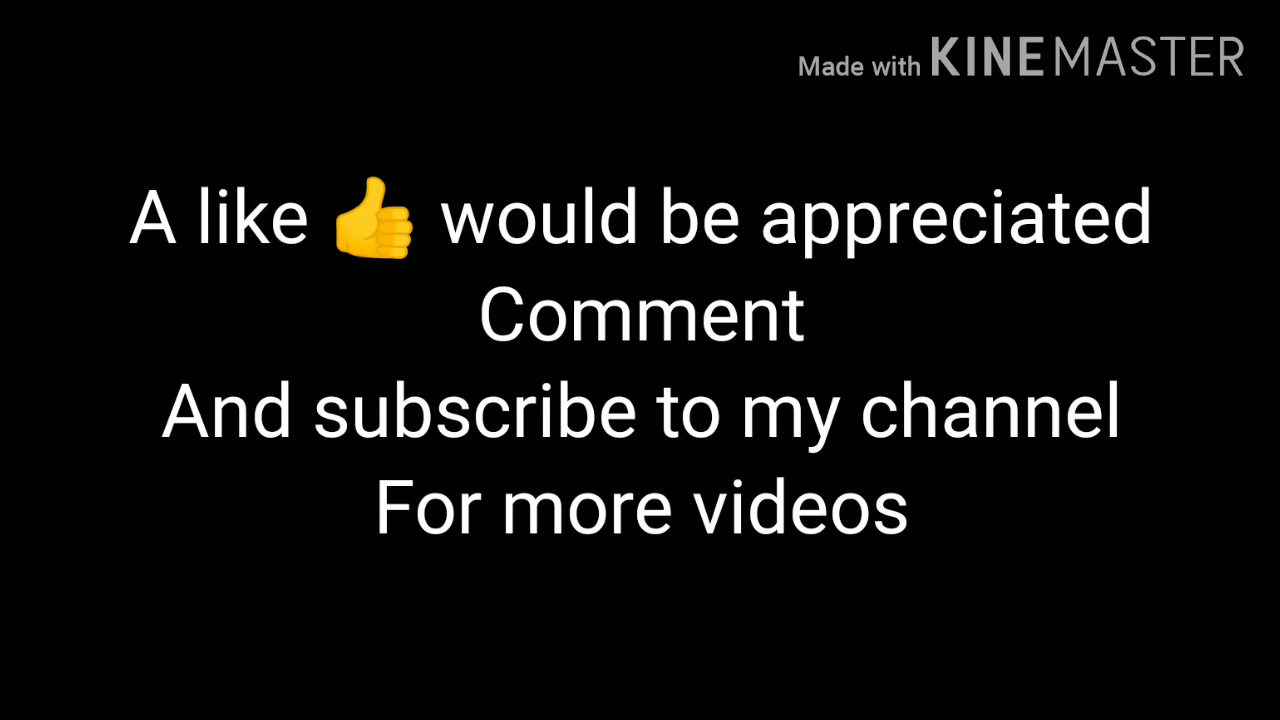 Made with KINEMASTER
A like 👍 would be appreciated
Comment
And subscribe to my channel
For more videos